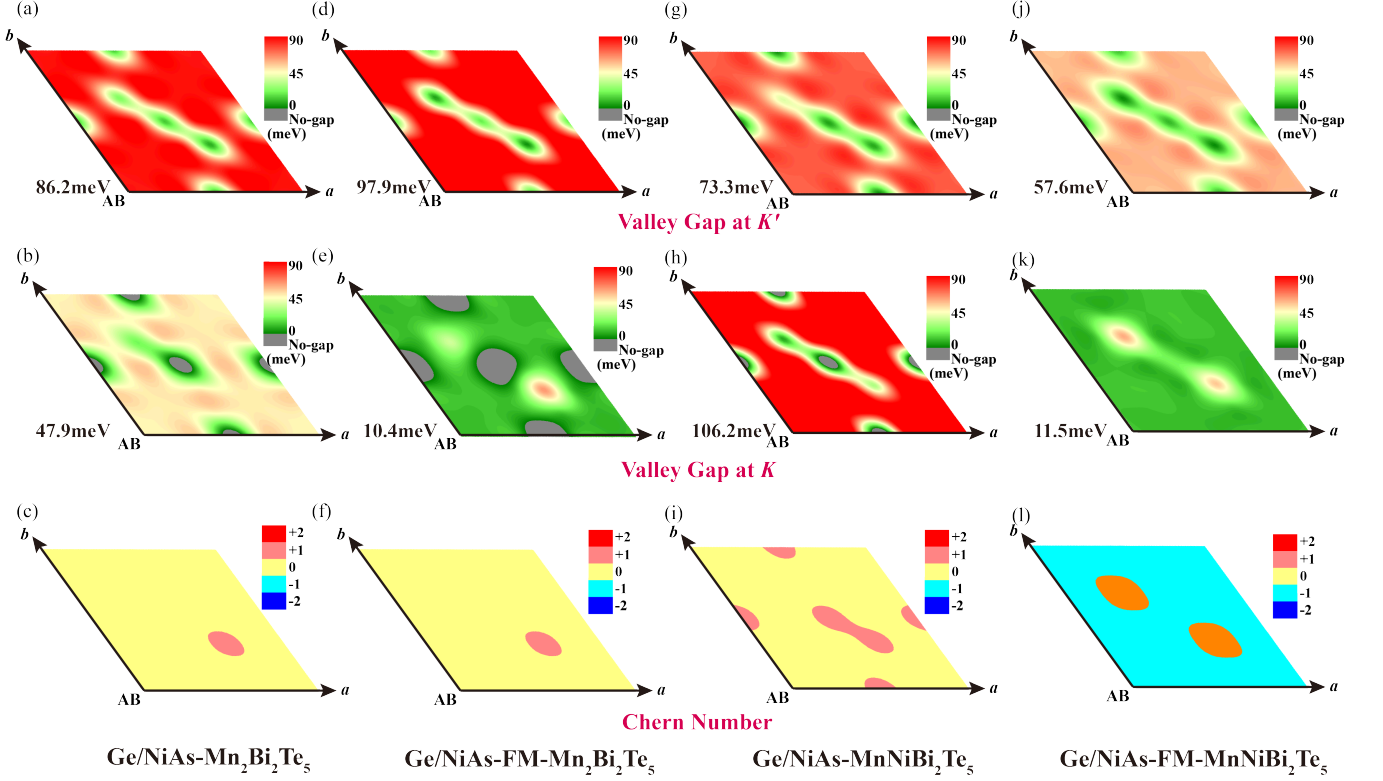 (a)
b
90
45
0
No-gap
(meV)
86.2meV
AB
a
(d)
b
90
45
0
No-gap
(meV)
97.9meV
AB
a
(g)
b
90
45
0
No-gap
(meV)
73.3meV
AB
a
(j)
b
90
45
0
No-gap
(meV)
57.6meV
AB
a
Valley Gap at K'
(b)
b
90
45
0
No-gap
(meV)
47.9meV
AB
a
(e)
b
90
45
0
No-gap
(meV)
10.4meV
AB
a
(h)
b
90
45
0
No-gap
(meV)
106.2meV
AB
a
(k)
b
90
45
0
No-gap
(meV)
11.5meV
AB
a
Valley Gap at K
(c)
b
+2
+1
0
-1
-2
AB
a
(f)
b
+2
+1
0
-1
-2
AB
a
(i)
b
+2
+1
0
-1
-2
AB
a
(l)
b
+2
+1
0
-1
-2
AB
a
Chern Number
Ge/NiAs-Mn₂Bi₂Te₅
Ge/NiAs-FM-Mn₂Bi₂Te₅
Ge/NiAs-MnNiBi₂Te₅
Ge/NiAs-FM-MnNiBi₂Te₅